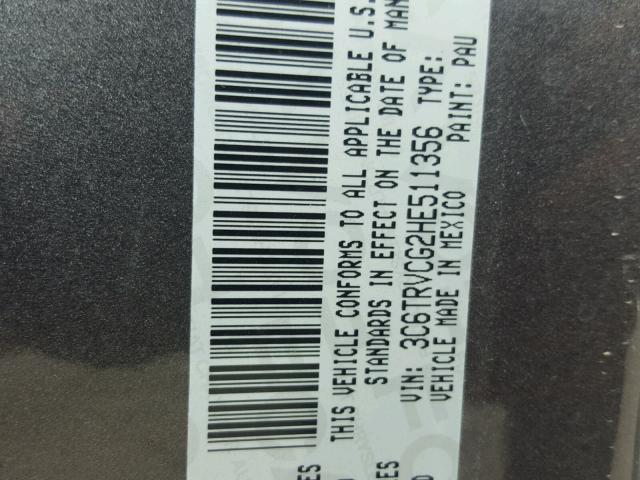 THIS VEHICLE CONFORMS TO ALL APPLICABLE U.S.
STANDARDS IN EFFECT ON THE DATE OF MAN
VIN: 3C6TRVCG2HE511356 TYPE:
VEHICLE MADE IN MEXICO PAINT: PAU